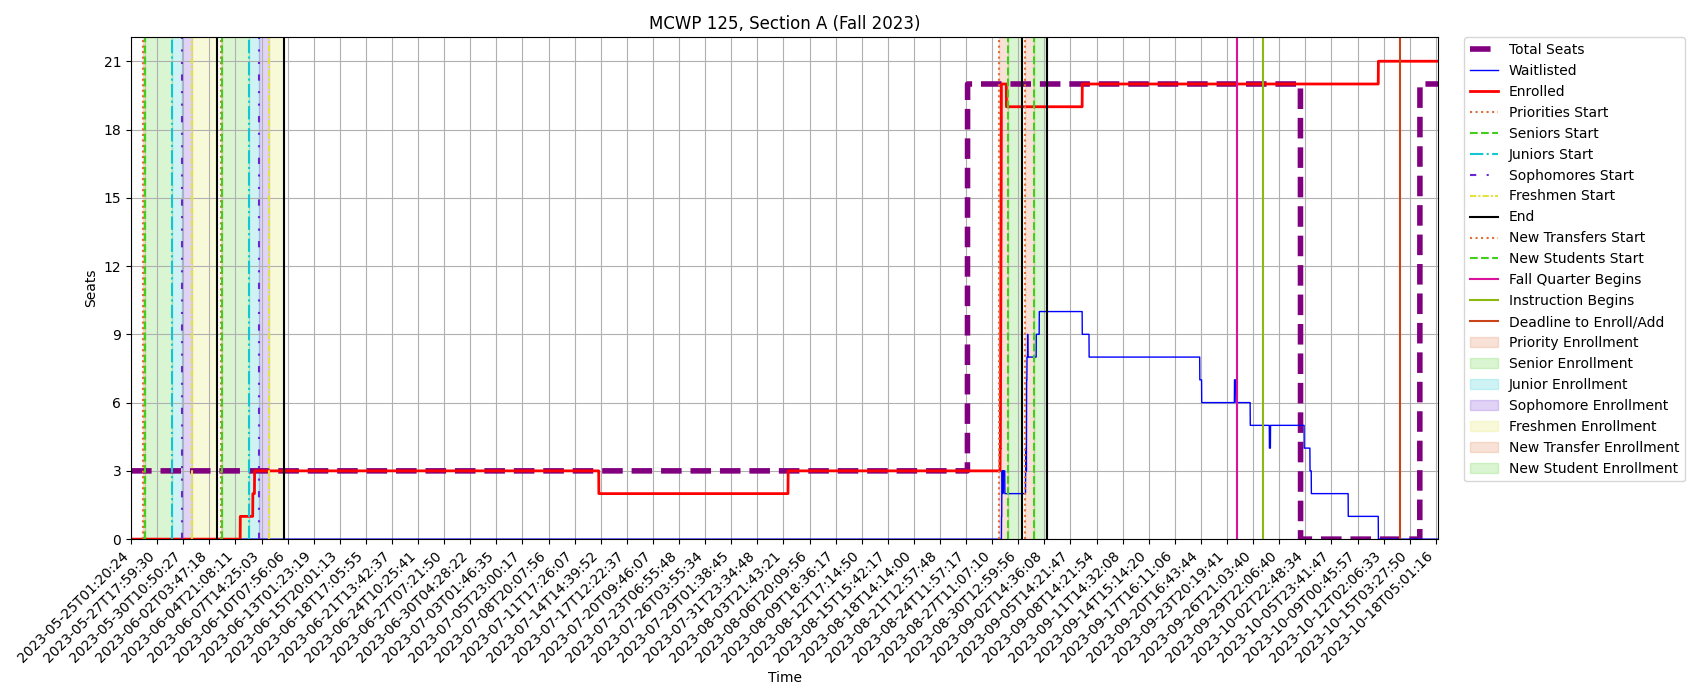 MCWP 125, Section A (Fall 2023)
Seats
21
18
15
12
9
6
3
0
2023-05-25T01:20:24
2023-05-27T17:59:30
2023-05-30T10:50:27
2023-06-02T03:47:18
2023-06-04T21:08:11
2023-06-07T14:25:03
2023-06-10T07:56:06
2023-06-13T01:23:19
2023-06-15T20:01:13
2023-06-18T17:05:55
2023-06-21T13:42:37
2023-06-24T10:25:41
2023-06-27T07:21:50
2023-06-30T04:28:22
2023-07-03T01:46:35
2023-07-05T23:00:17
2023-07-08T20:07:56
2023-07-11T17:26:07
2023-07-14T14:39:52
2023-07-17T12:22:37
2023-07-20T09:46:07
2023-07-23T06:55:48
2023-07-26T03:55:34
2023-07-29T01:38:45
2023-07-31T23:34:48
2023-08-03T21:43:21
2023-08-06T20:09:56
2023-08-09T18:36:17
2023-08-12T17:14:50
2023-08-15T15:42:17
2023-08-18T14:14:00
2023-08-21T12:57:48
2023-08-24T11:57:17
2023-08-27T11:07:10
2023-08-30T12:59:56
2023-09-02T14:36:08
2023-09-05T14:21:47
2023-09-08T14:21:54
2023-09-11T14:32:08
2023-09-14T15:14:20
2023-09-17T16:11:06
2023-09-20T16:43:44
2023-09-23T20:19:41
2023-09-26T21:03:40
2023-09-29T22:06:40
2023-10-02T22:48:34
2023-10-05T23:41:47
2023-10-09T00:45:57
2023-10-12T02:06:33
2023-10-15T03:27:50
2023-10-18T05:01:16
Time
Total Seats
Waitlisted
Enrolled
Priorities Start
Seniors Start
Juniors Start
Sophomores Start
Freshmen Start
End
New Transfers Start
New Students Start
Fall Quarter Begins
Instruction Begins
Deadline to Enroll/Add
Priority Enrollment
Senior Enrollment
Junior Enrollment
Sophomore Enrollment
Freshmen Enrollment
New Transfer Enrollment
New Student Enrollment